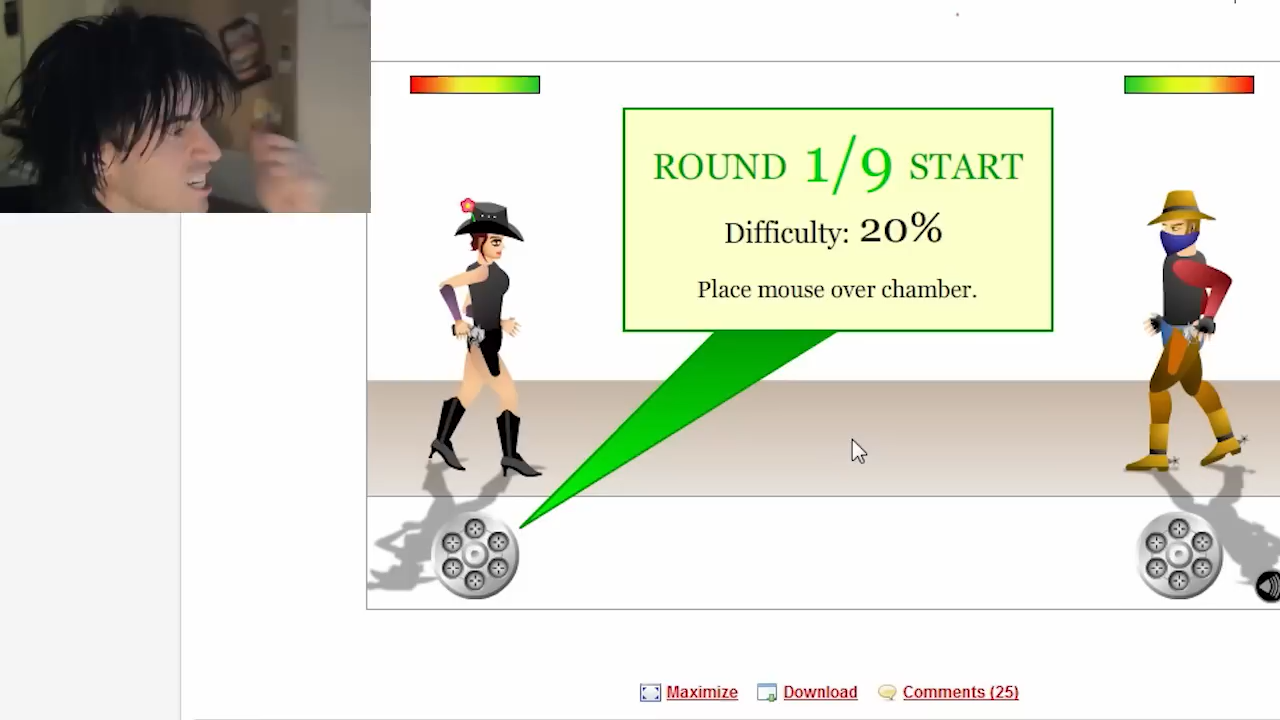 ROUND 1/9 START
Difficulty: 20%
Place mouse over chamber.
Maximize Download Comments (25)